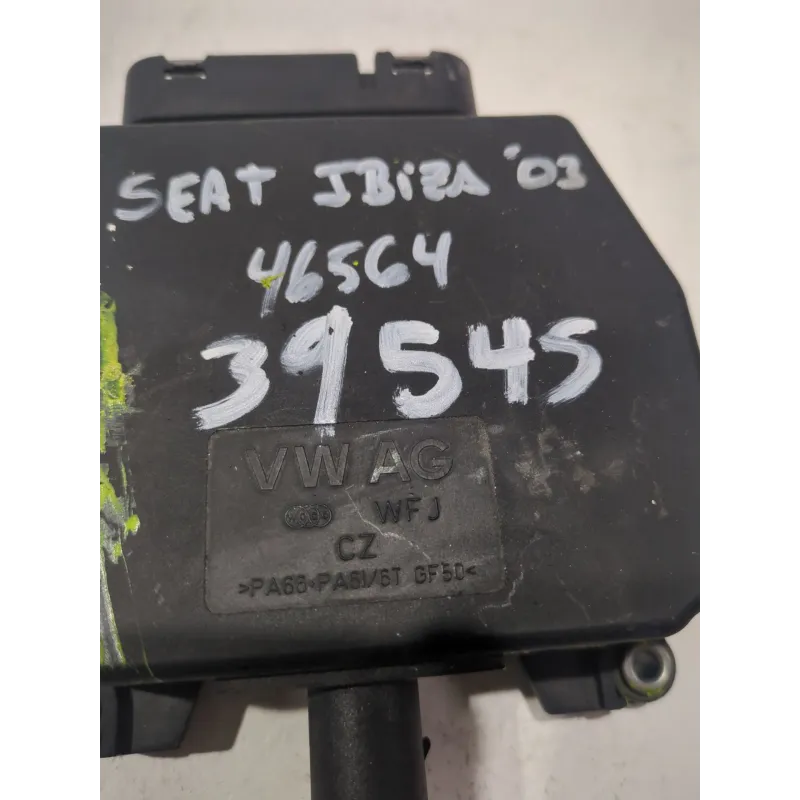 SEAT IBIZA '03
46564
39545
VW AG
WFJ
CZ
>PA66+PA6I/6T GF50<